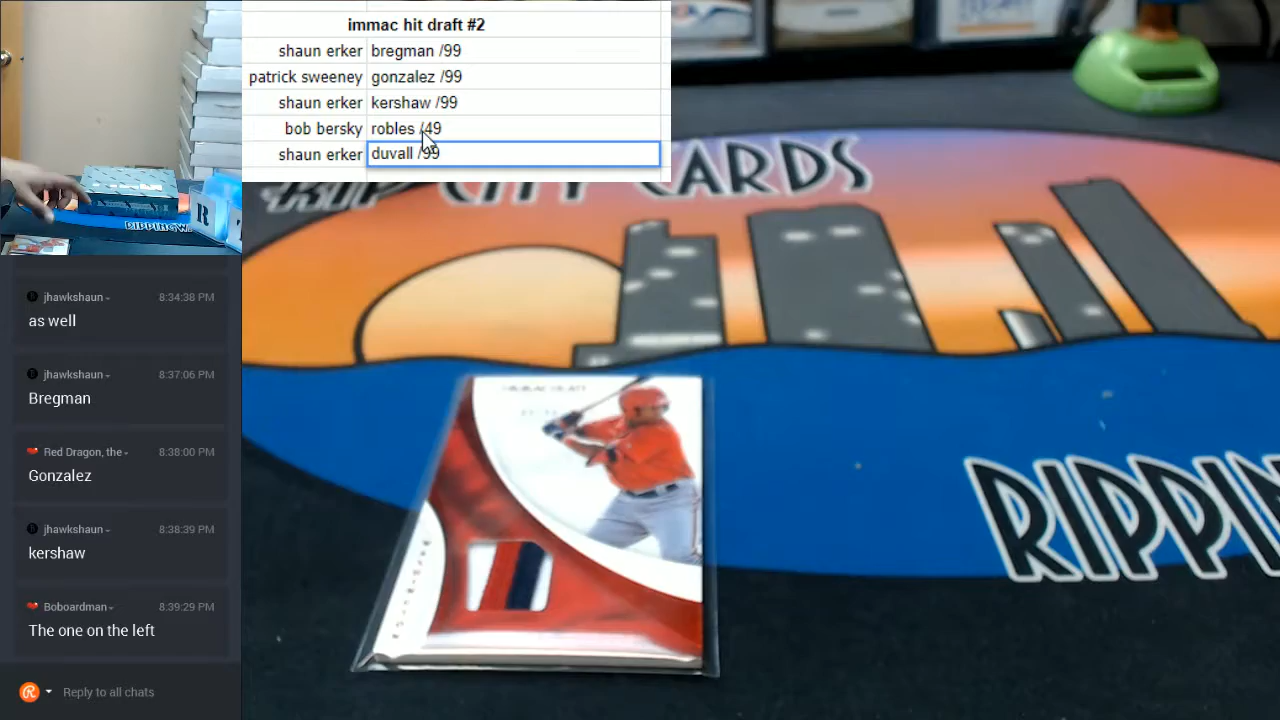 immac hit draft #2
shaun erker bregman /99
patrick sweeney gonzalez /99
shaun erker kershaw /99
bob bersky robles /49
shaun erker duvall /99
RIP CITY CARDS
RIPPINGW
R
jhawkshaun 8:34:38 PM
as well
jhawkshaun 8:37:06 PM
Bregman
Red Dragon, the 8:38:00 PM
Gonzalez
jhawkshaun 8:38:39 PM
kershaw
Boboardman 8:39:29 PM
The one on the left
Reply to all chats
RIPPIN